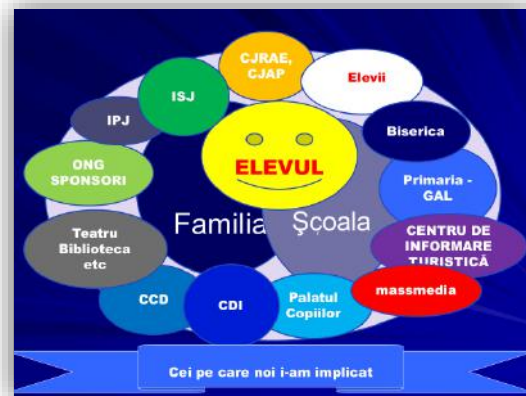 CJRAE,
CJAP
Elevii
ISJ
IPJ
Biserica
ELEVUL
ONG
SPONSORI
Primaria -
GAL
Familia
Şcoala
Teatru
Biblioteca
etc
CENTRU DE
INFORMARE
TURISTICĂ
massmedia
CCD
CDI
Palatul
Copiilor
Cei pe care noi i-am implicat